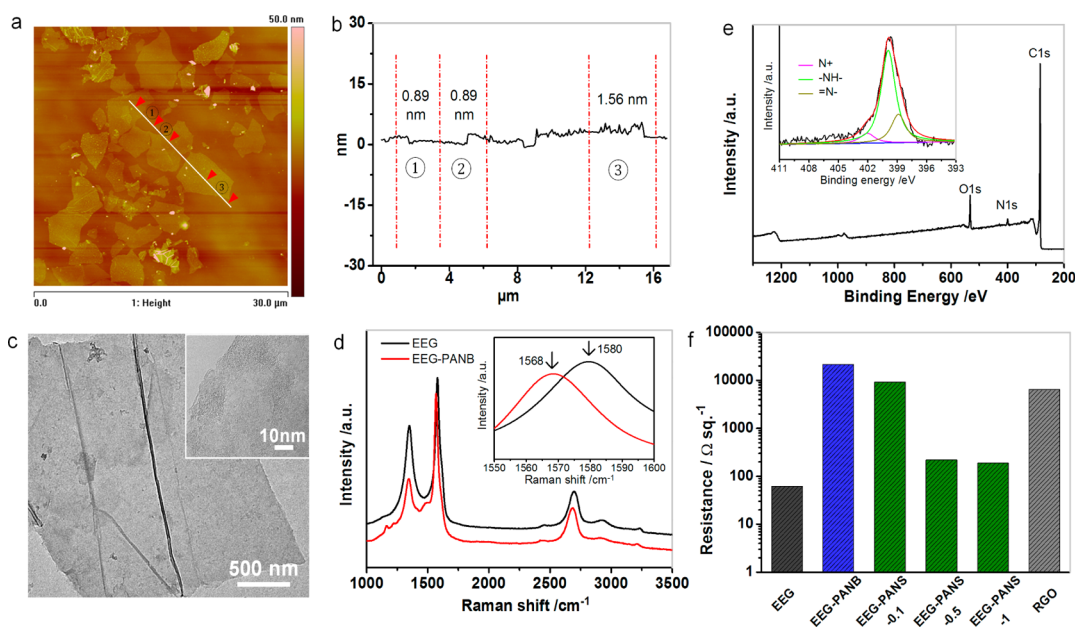 a
50.0 nm
1
2
3
0.0
1: Height
30.0 µm
b
30
15
0
-15
-30
nm
0.89
nm
0.89
nm
1.56 nm
1
2
3
0
4
8
12
16
µm
e
C1s
N+
-NH-
=N-
Intensity /a.u.
411
408
405
402
399
396
393
Binding energy /eV
O1s
N1s
Intensity/a.u.
1200
1000
800
600
400
200
0
Binding Energy /eV
c
10nm
500 nm
d
EEG
EEG-PANB
1568
1580
Intensity /a.u.
1550
1560
1570
1580
1590
1600
Raman shift /cm
Intensity /a.u.
1000
1500
2000
2500
3000
3500
Raman shift /cm-1
f
100000
10000
1000
100
10
1
Resistance / Ω sq.-1
EEG
EEG-PANB
EEG-PANS
-0.1
EEG-PANS
-0.5
EEG-PANS
-1
RGO